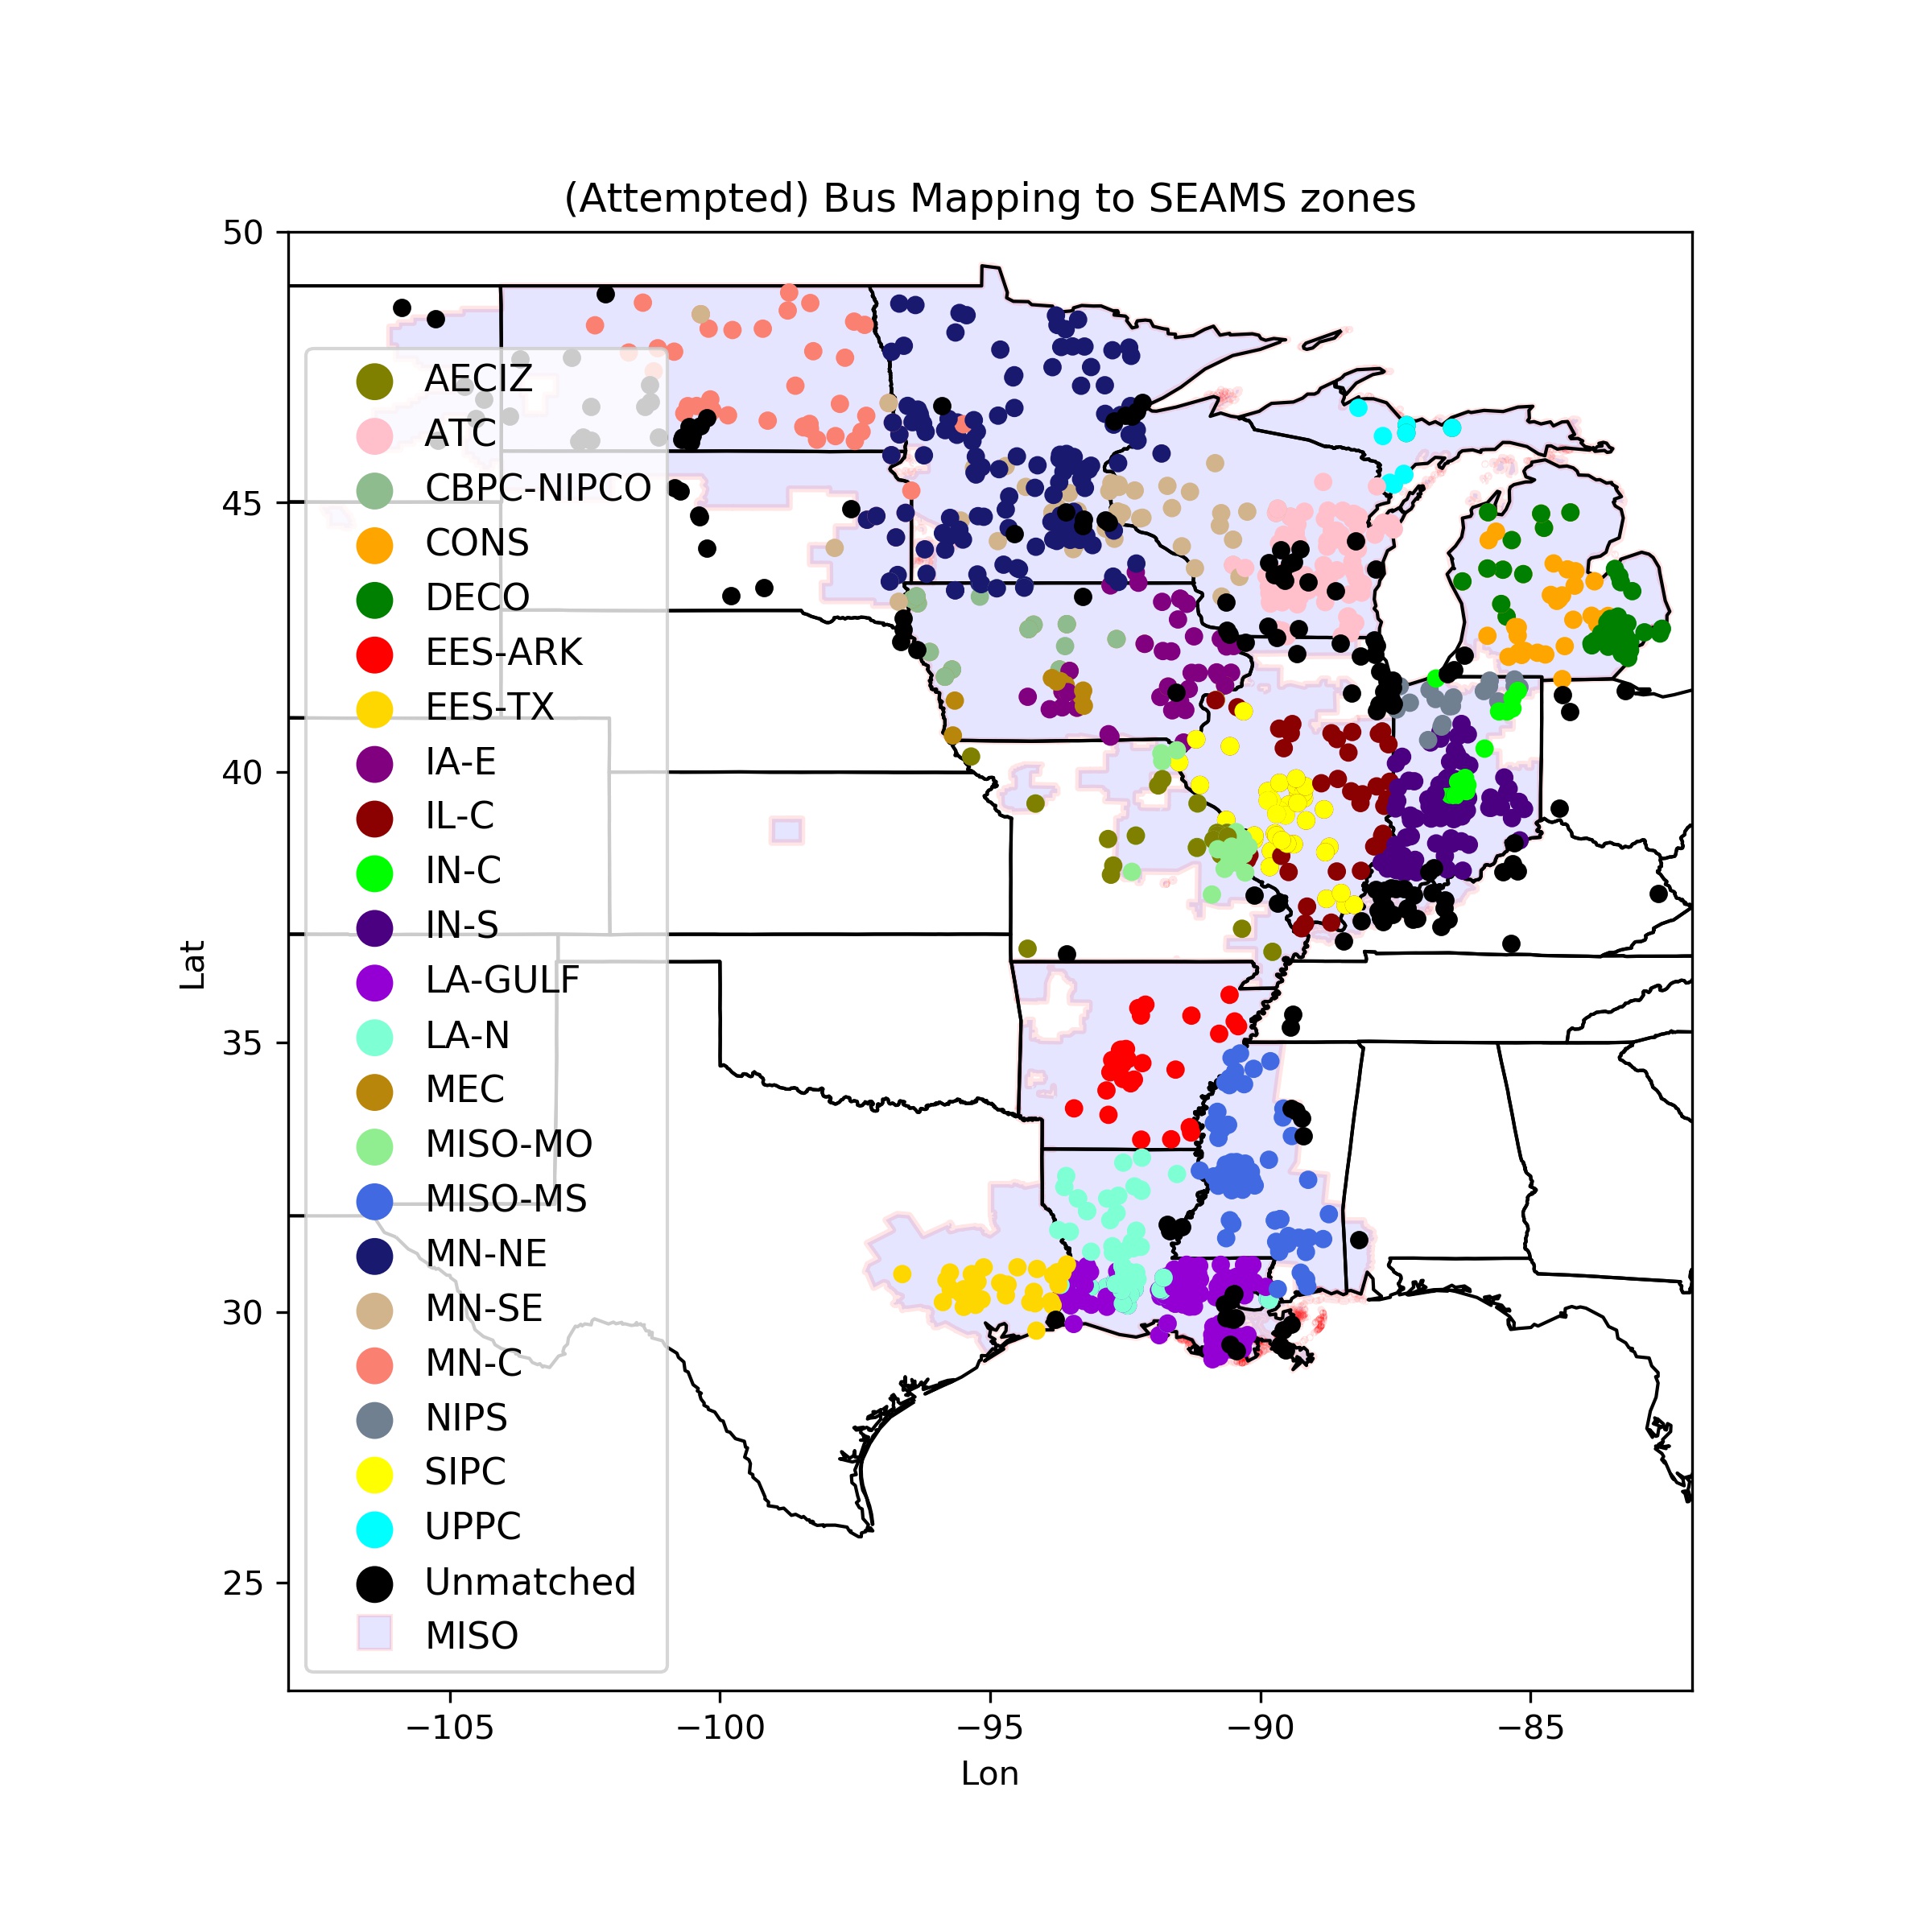 (Attempted) Bus Mapping to SEAMS zones
50
45
40
35
30
25
Lat
AECIZ
ATC
CBPC-NIPCO
CONS
DECO
EES-ARK
EES-TX
IA-E
IL-C
IN-C
IN-S
LA-GULF
LA-N
MEC
MISO-MO
MISO-MS
MN-NE
MN-SE
MN-C
NIPS
SIPC
UPPC
Unmatched
MISO
−105
−100
−95
−90
−85
Lon